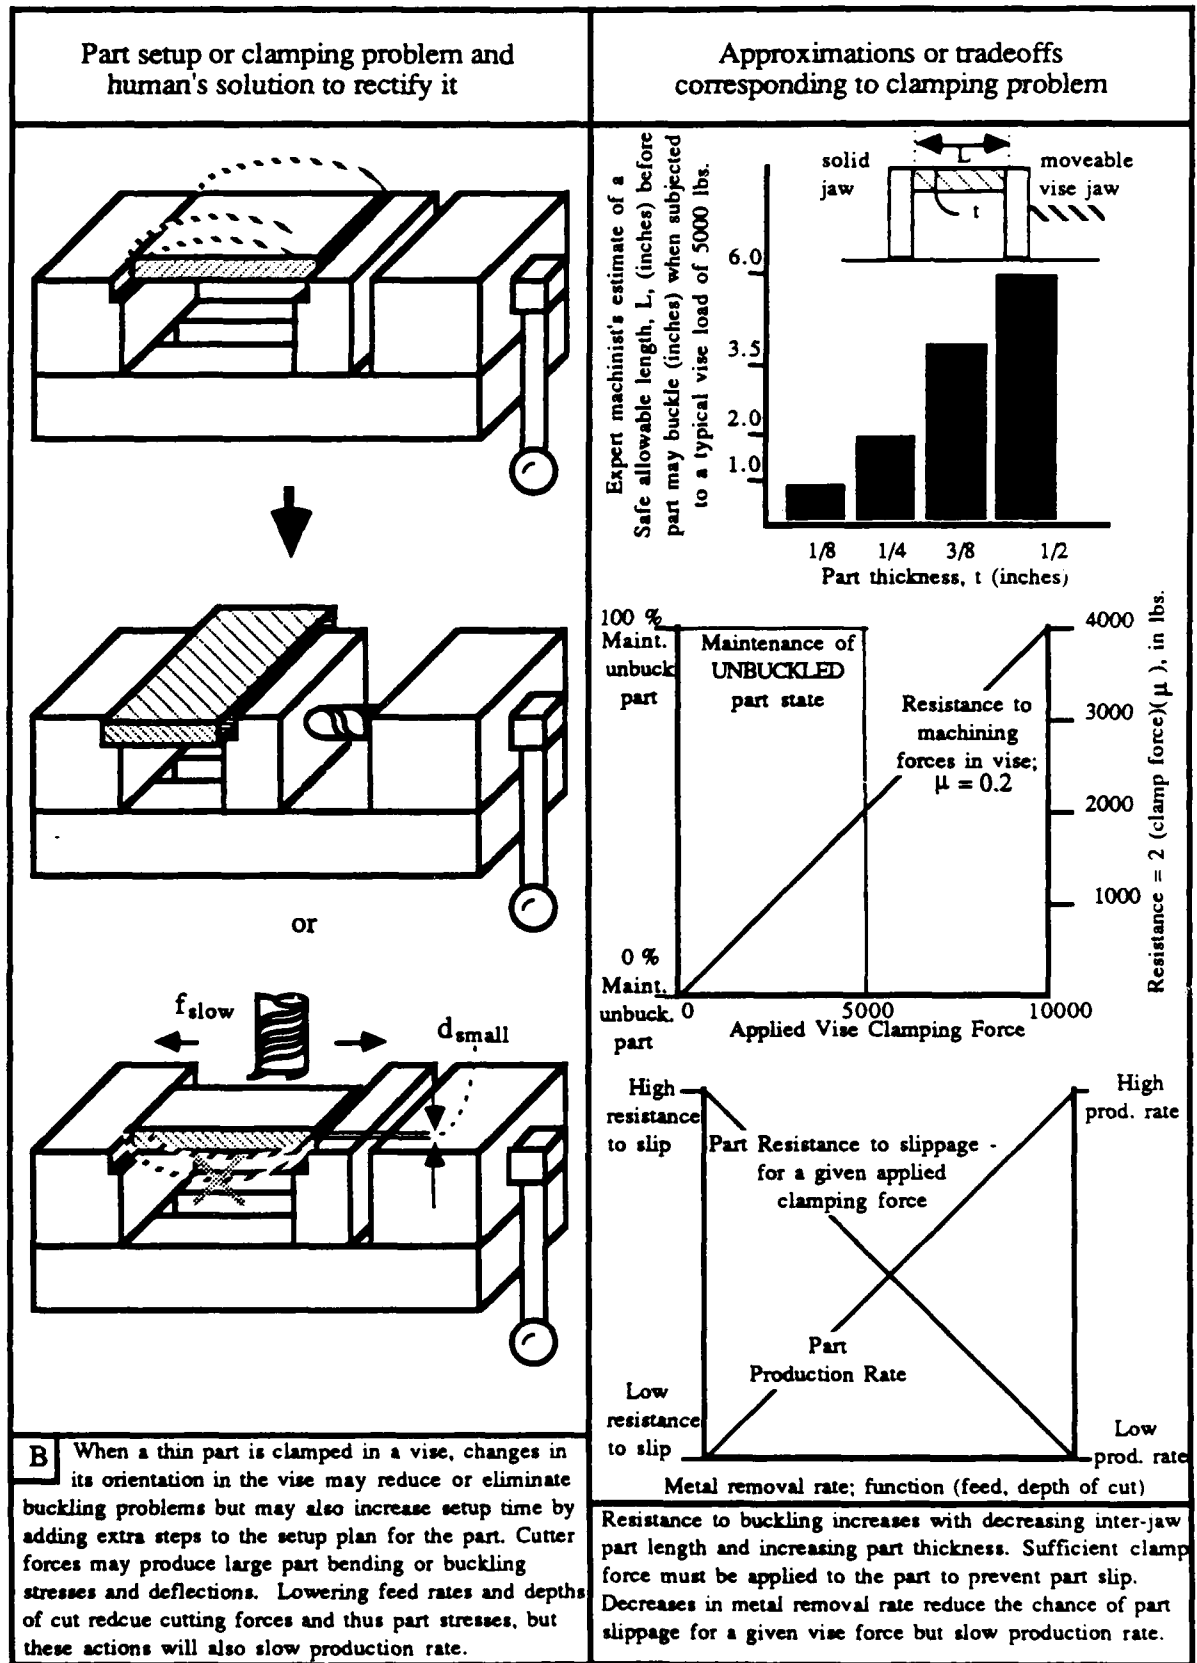 Part setup or clamping problem and
human's solution to rectify it
Approximations or tradeoffs
corresponding to clamping problem
f slow
d small
or
B When a thin part is clamped in a vise, changes in
its orientation in the vise may reduce or eliminate
buckling problems but may also increase setup time by
adding extra steps to the setup plan for the part. Cutter
forces may produce large part bending or buckling
stresses and deflections. Lowering feed rates and depths
of cut redcue cutting forces and thus part stresses, but
these actions will also slow production rate.
Expert machinist's estimate of a
Safe allowable length, L, (inches) before
part may buckle (inches) when subjected
to a typical vise load of 5000 lbs.
solid
jaw
L
t
moveable
vise jaw
6.0
3.5
2.0
1.0
1/8 1/4 3/8 1/2
Part thickness, t (inches)
100 %
Maint.
unbuck
part
Maintenance of
UNBUCKLED
part state
Resistance to
machining
forces in vise;
μ = 0.2
4000
3000
2000
1000
Resistance = 2 (clamp force)(μ), in lbs.
0 %
Maint.
unbuck.
part
0 5000 10000
Applied Vise Clamping Force
High
resistance
to slip
High
prod. rate
Part Resistance to slippage -
for a given applied
clamping force
Part
Production Rate
Low
resistance
to slip
Low
prod. rate
Metal removal rate; function (feed, depth of cut)
Resistance to buckling increases with decreasing inter-jaw
part length and increasing part thickness. Sufficient clamp
force must be applied to the part to prevent part slip.
Decreases in metal removal rate reduce the chance of part
slippage for a given vise force but slow production rate.